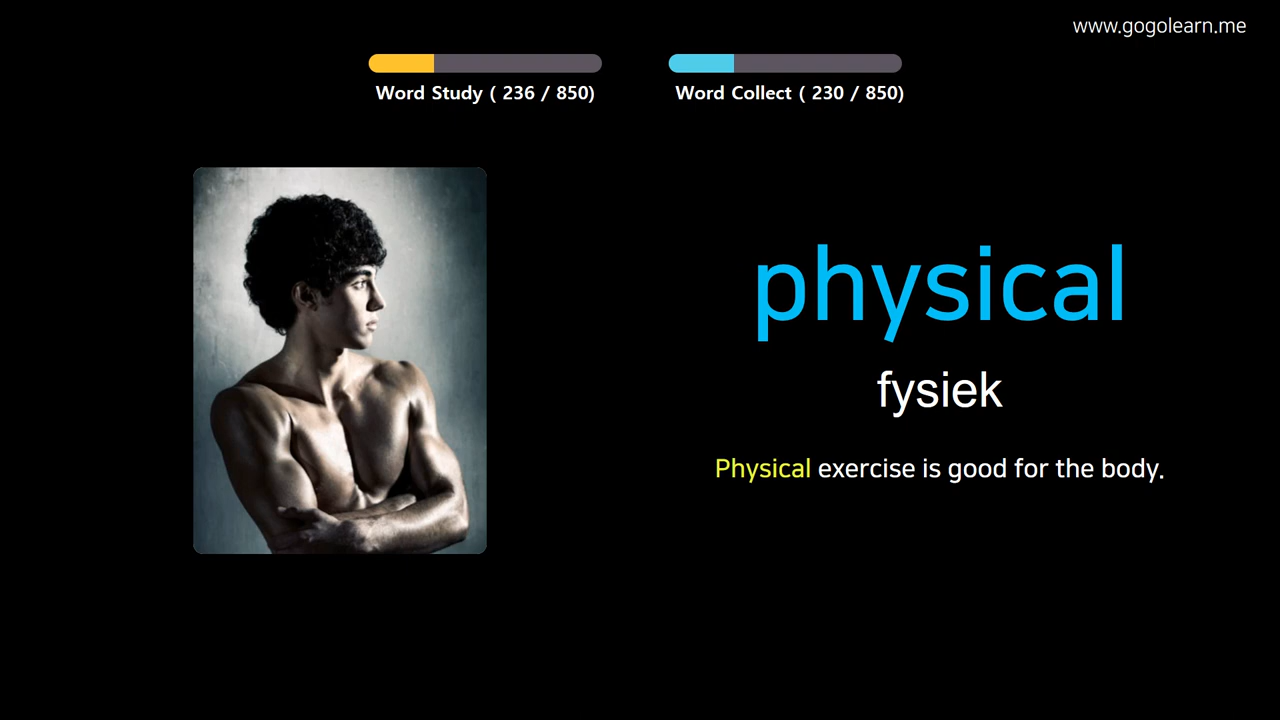 www.gogolearn.me
Word Study ( 236 / 850)
Word Collect ( 230 / 850)
physical
fysiek
Physical exercise is good for the body.